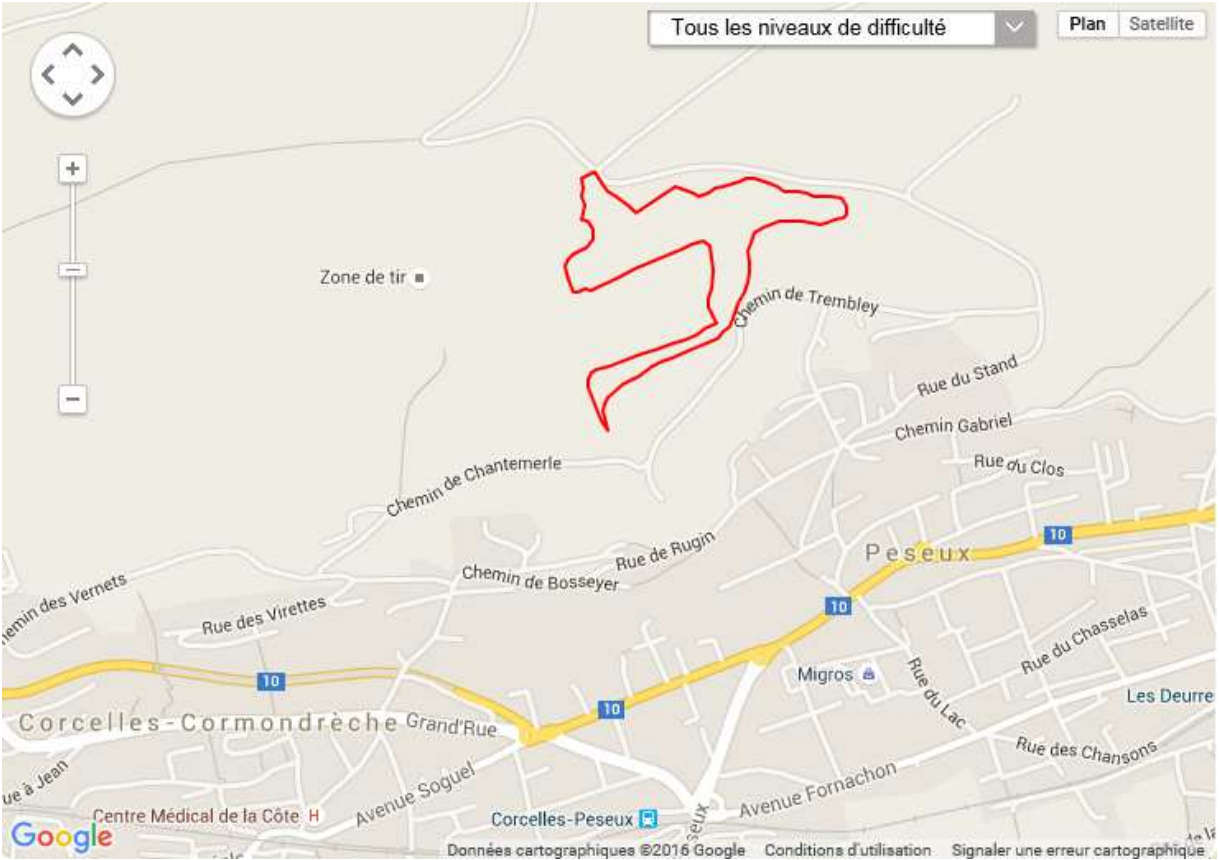 Tous les niveaux de difficulté
Plan
Satellite
Zone de tir
Chemin de Trembley
Rue du Stand
Chemin Gabriel
Rue du Clos
Chemin de Chantemerle
10
Peseux
Rue de Rugin
Chemin de Bosseyer
hemin des Vernets
Rue des Virettes
10
Rue du Chasselas
Migros
10
Rue du Lac
Les Deurre
10
Corcelles-Cormondrèche
Grand'Rue
Rue des Chansons
ue à Jean
Avenue Soguel
Avenue Fornachon
Centre Médical de la Côte H
Corcelles-Peseux
seux
Google
Données cartographiques ©2016 Google
Conditions d'utilisation
Signaler une erreur cartographique